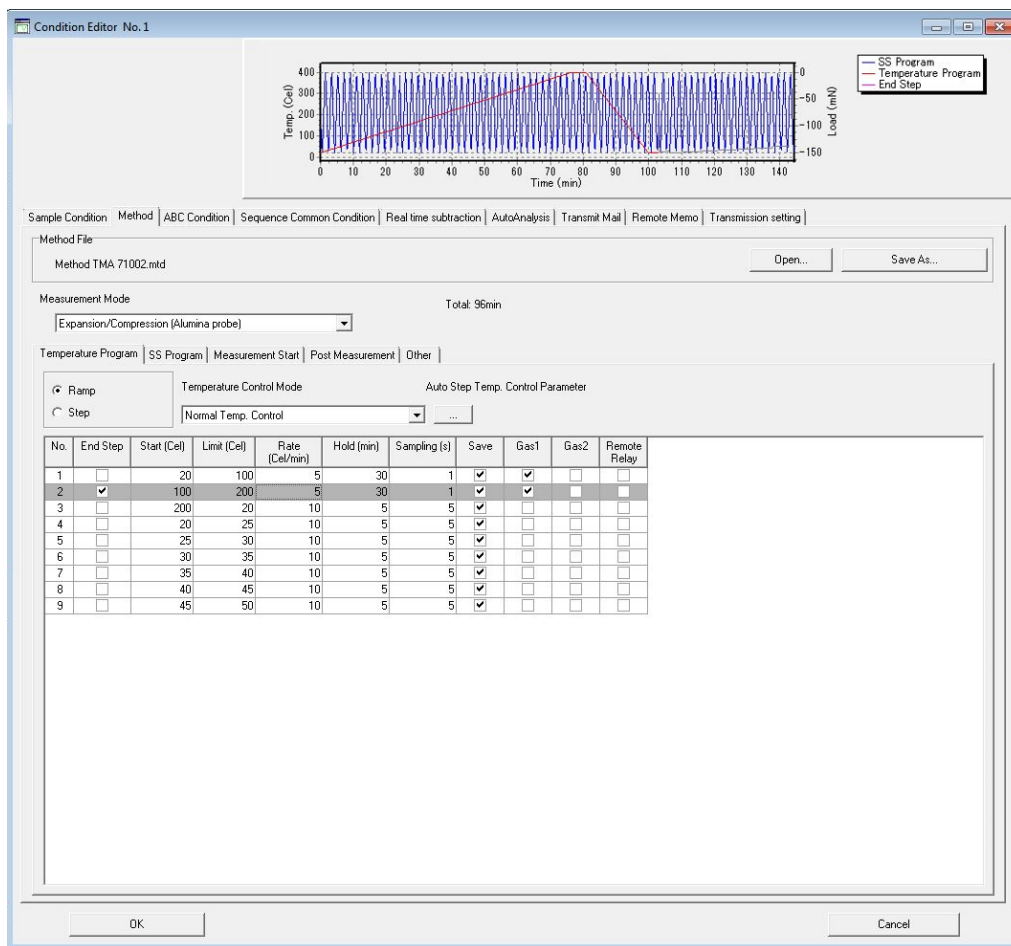 Condition Editor No.1
SS Program
Temperature Program
End Step
Temp. (Cel)
400
300
200
100
0
0
-50
-100
-150
Load (mN)
0 10 20 30 40 50 60 70 80 90 100 110 120 130 140
Time (min)
Sample Condition Method ABC Condition Sequence Common Condition Real time subtraction AutoAnalysis Transmit Mail Remote Memo Transmission setting
Method File
Method TMA 71002.mtd Open... Save As...
Measurement Mode Total: 96min
Expansion/Compression (Alumina probe)
Temperature Program SS Program Measurement Start Post Measurement Other
Ramp Temperature Control Mode Auto Step Temp. Control Parameter
Step Normal Temp. Control ...
No. End Step Start (Cel) Limit (Cel) Rate (Cel/min) Hold (min) Sampling (s) Save Gas1 Gas2 Remote Relay
1 20 100 5 30 1
2 100 200 5 30 1
3 200 20 10 5 5
4 20 25 10 5 5
5 25 30 10 5 5
6 30 35 10 5 5
7 35 40 10 5 5
8 40 45 10 5 5
9 45 50 10 5 5
OK Cancel